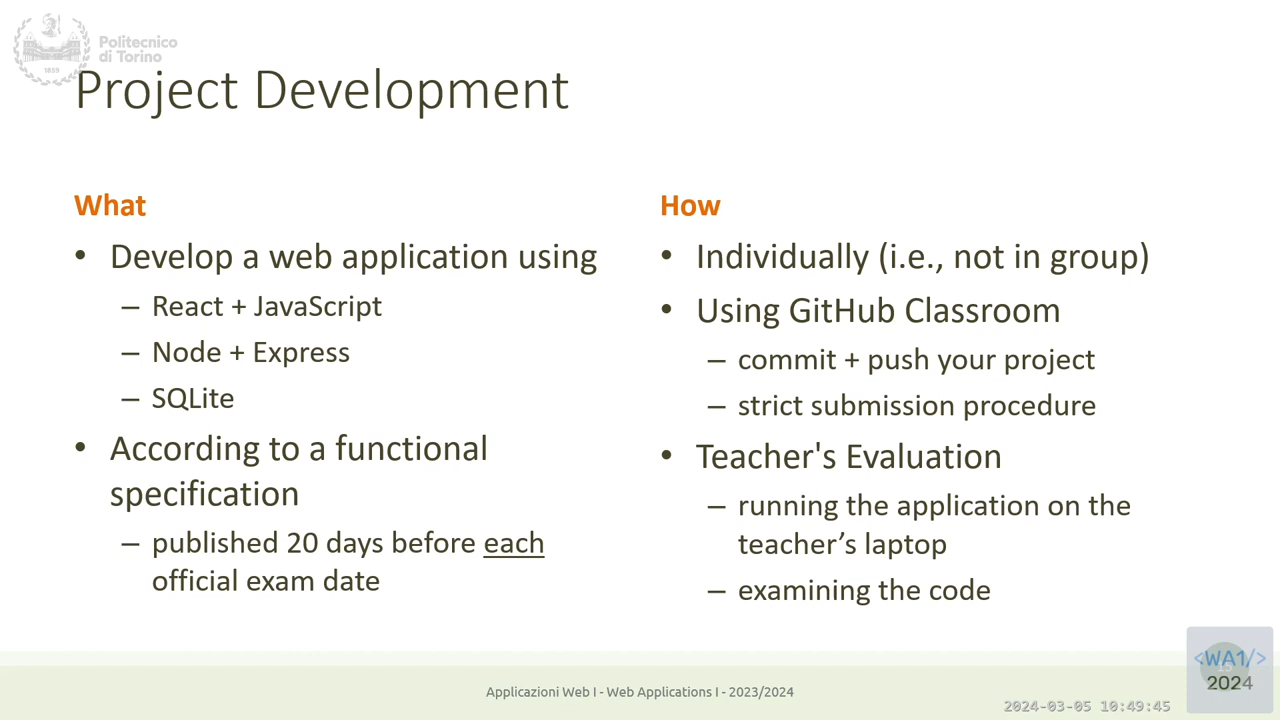 Politecnico
di Torino
1859
Project Development
What
• Develop a web application using
– React + JavaScript
– Node + Express
– SQLite
• According to a functional
specification
– published 20 days before each
official exam date
How
• Individually (i.e., not in group)
• Using GitHub Classroom
– commit + push your project
– strict submission procedure
• Teacher's Evaluation
– running the application on the
teacher’s laptop
– examining the code
Applicazioni Web I - Web Applications I - 2023/2024
2024-03-05 10:49:45
<WA1/>
2024